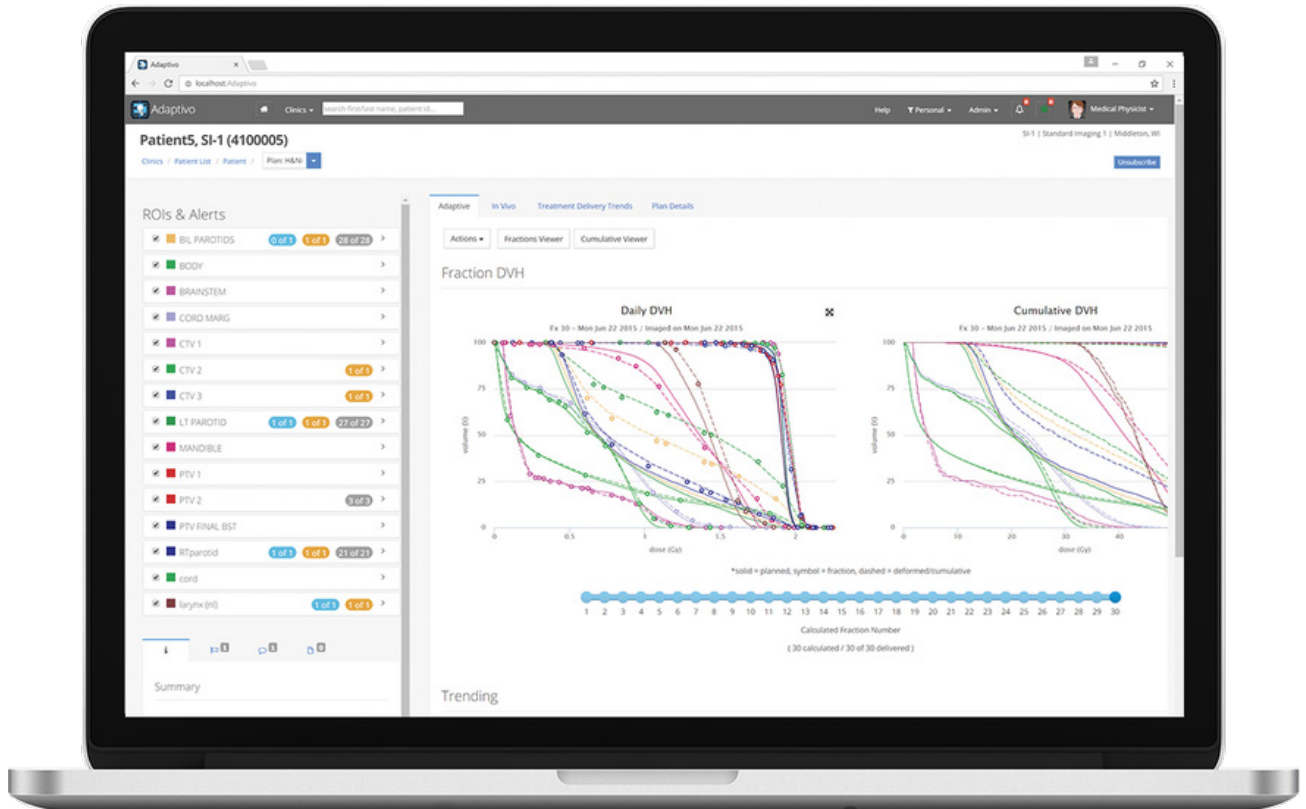 Adaptivo
localhost/Adaptivo
Adaptivo Clinics search first/last name, patient id... Help Personal Admin Medical Physicist
Patient5, SI-1 (4100005) SI-1 | Standard Imaging 1 | Middleton, WI
Clinics / Patient List / Patient / Plan: H&N Unsubscribe
ROIs & Alerts
BIL PAROTIDS 0 of 1 1 of 1 28 of 28
BODY
BRAINSTEM
CORD MARG
CTV 1
CTV 2 1 of 1
CTV 3 1 of 1
LT PAROTID 1 of 1 1 of 1 27 of 27
MANDIBLE
PTV 1
PTV 2 3 of 3
PTV FINAL BST
RTparotid 1 of 1 1 of 1 21 of 21
cord
larynx (nl) 1 of 1 1 of 1
Summary
Adaptive In Vivo Treatment Delivery Trends Plan Details
Actions Fractions Viewer Cumulative Viewer
Fraction DVH
Daily DVH
Fx 30 - Mon Jun 22 2015 / Imaged on Mon Jun 22 2015
100
75
50
25
0
volume (%)
0 0.5 1 1.5 2
dose (Gy)
Cumulative DVH
Fx 30 - Mon Jun 22 2015 / Imaged on Mon Jun 22 2015
100
75
50
25
0
volume (%)
0 10 20 30 40
dose (Gy)
*solid = planned, symbol = fraction, dashed = deformed/cumulative
1 2 3 4 5 6 7 8 9 10 11 12 13 14 15 16 17 18 19 20 21 22 23 24 25 26 27 28 29 30
Calculated Fraction Number
( 30 calculated / 30 of 30 delivered )
Trending